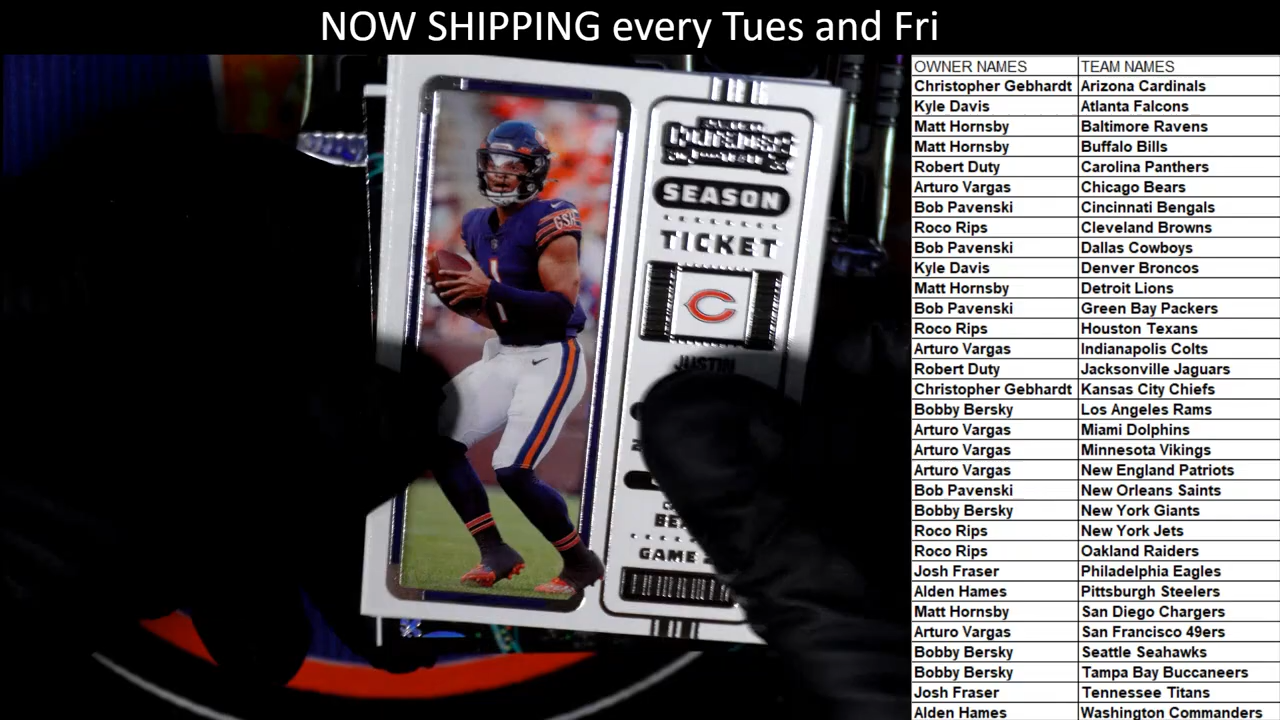 NOW SHIPPING every Tues and Fri
SEASON
TICKET
JUSTIN
GAME
GSH
1
OWNER NAMES TEAM NAMES
Christopher Gebhardt Arizona Cardinals
Kyle Davis Atlanta Falcons
Matt Hornsby Baltimore Ravens
Matt Hornsby Buffalo Bills
Robert Duty Carolina Panthers
Arturo Vargas Chicago Bears
Bob Pavenski Cincinnati Bengals
Roco Rips Cleveland Browns
Bob Pavenski Dallas Cowboys
Kyle Davis Denver Broncos
Matt Hornsby Detroit Lions
Bob Pavenski Green Bay Packers
Roco Rips Houston Texans
Arturo Vargas Indianapolis Colts
Robert Duty Jacksonville Jaguars
Christopher Gebhardt Kansas City Chiefs
Bobby Bersky Los Angeles Rams
Arturo Vargas Miami Dolphins
Arturo Vargas Minnesota Vikings
Arturo Vargas New England Patriots
Bob Pavenski New Orleans Saints
Bobby Bersky New York Giants
Roco Rips New York Jets
Roco Rips Oakland Raiders
Josh Fraser Philadelphia Eagles
Alden Hames Pittsburgh Steelers
Matt Hornsby San Diego Chargers
Arturo Vargas San Francisco 49ers
Bobby Bersky Seattle Seahawks
Bobby Bersky Tampa Bay Buccaneers
Josh Fraser Tennessee Titans
Alden Hames Washington Commanders